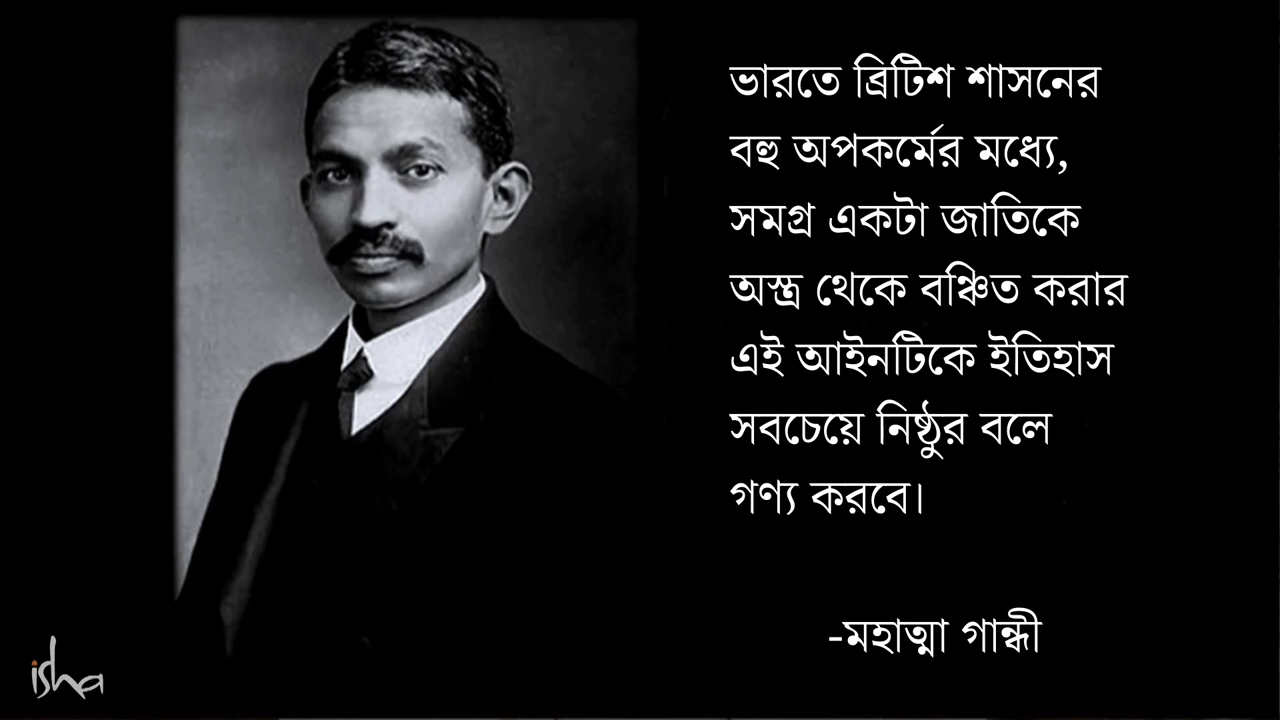 ভারতে ব্রিটিশ শাসনের
বহু অপকর্মের মধ্যে,
সমগ্র একটা জাতিকে
অস্ত্র থেকে বঞ্চিত করার
এই আইনটিকে ইতিহাস
সবচেয়ে নিষ্ঠুর বলে
গণ্য করবে।
-মহাত্মা গান্ধী
isha